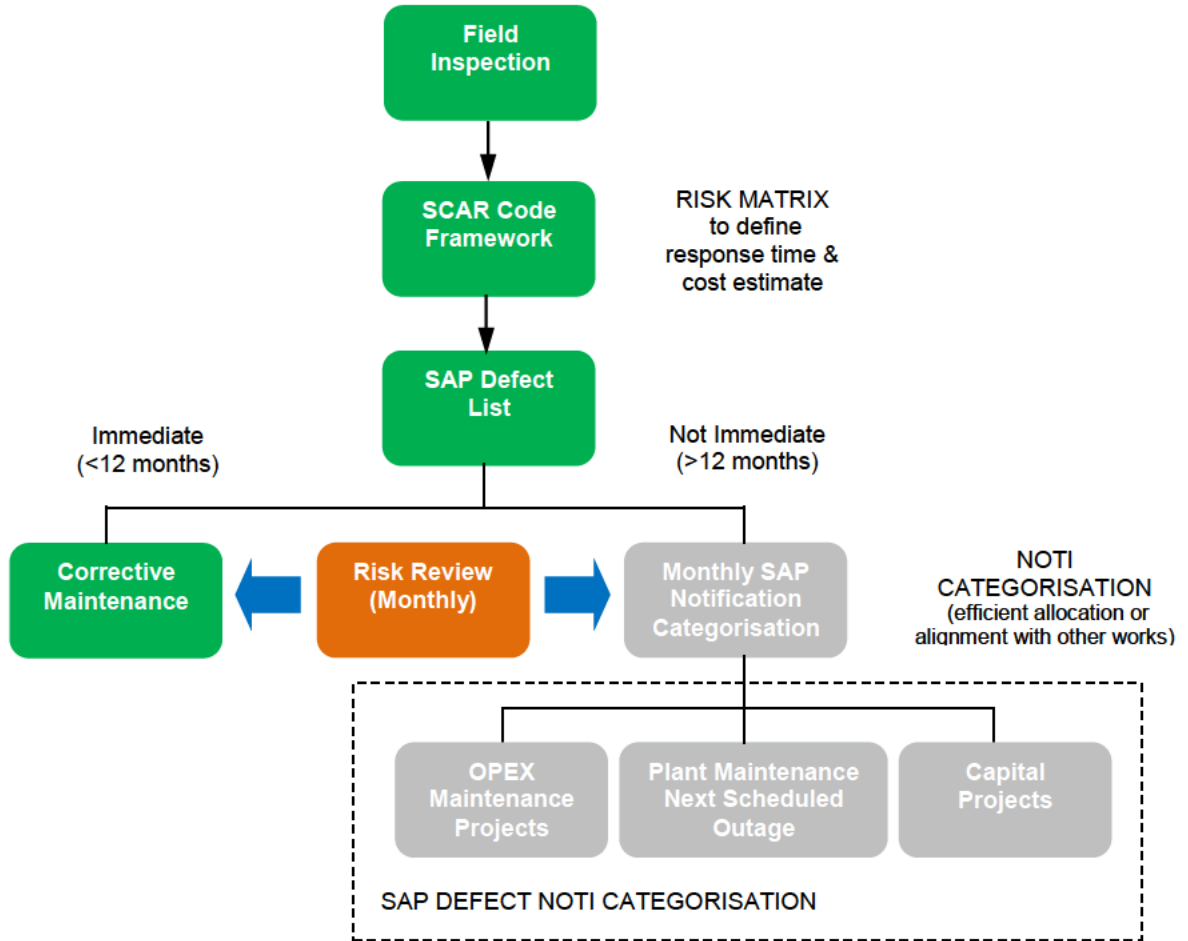 Field
Inspection
SCAR Code
Framework
RISK MATRIX
to define
response time &
cost estimate
SAP Defect
List
Immediate
(<12 months)
Not Immediate
(>12 months)
Corrective
Maintenance
Risk Review
(Monthly)
Monthly SAP
Notification
Categorisation
NOTI
CATEGORISATION
(efficient allocation or
alignment with other works)
OPEX
Maintenance
Projects
Plant Maintenance
Next Scheduled
Outage
Capital
Projects
SAP DEFECT NOTI CATEGORISATION